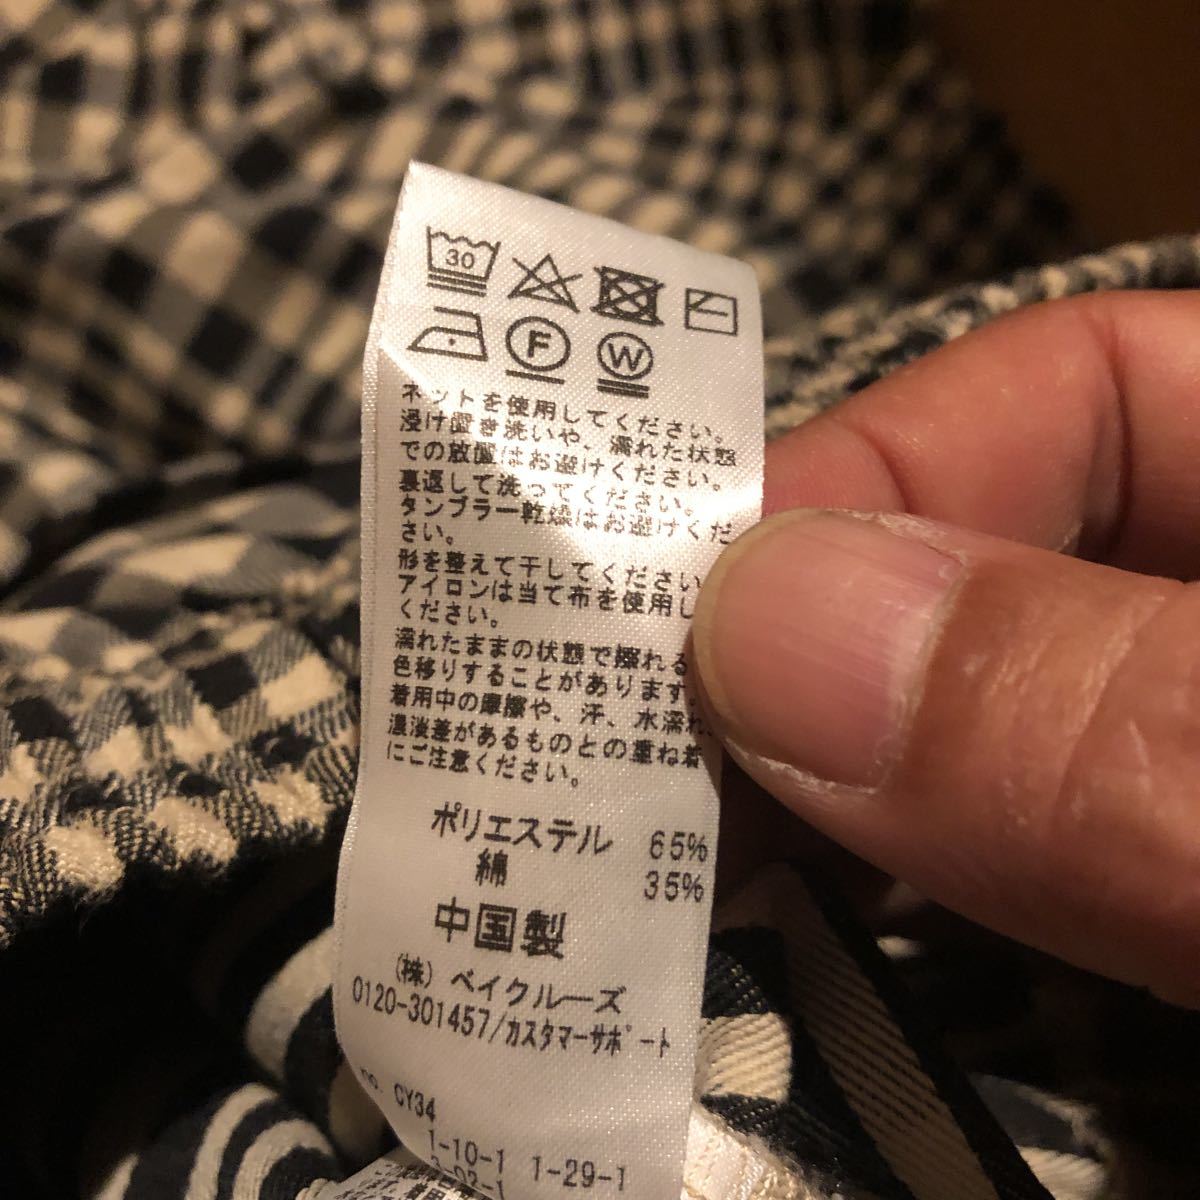 30
F W
ネットを使用してください。
浸け置き洗いや、濡れた状態
での放置はお避けください。
裏返して洗ってください。
タンブラー乾燥はお避けくだ
さい。
形を整えて干してください
アイロンは当て布を使用し
ください。
濡れたままの状態で擦れる
色移りすることがあります。
着用中の摩擦や、汗、水濡れ、
濃淡差があるものとの重ね着
にご注意ください。
ポリエステル 65%
綿 35%
中国製
(株) ベイクルーズ
0120-301457/カスタマーサポート
no. CY34
1-10-1 1-29-1